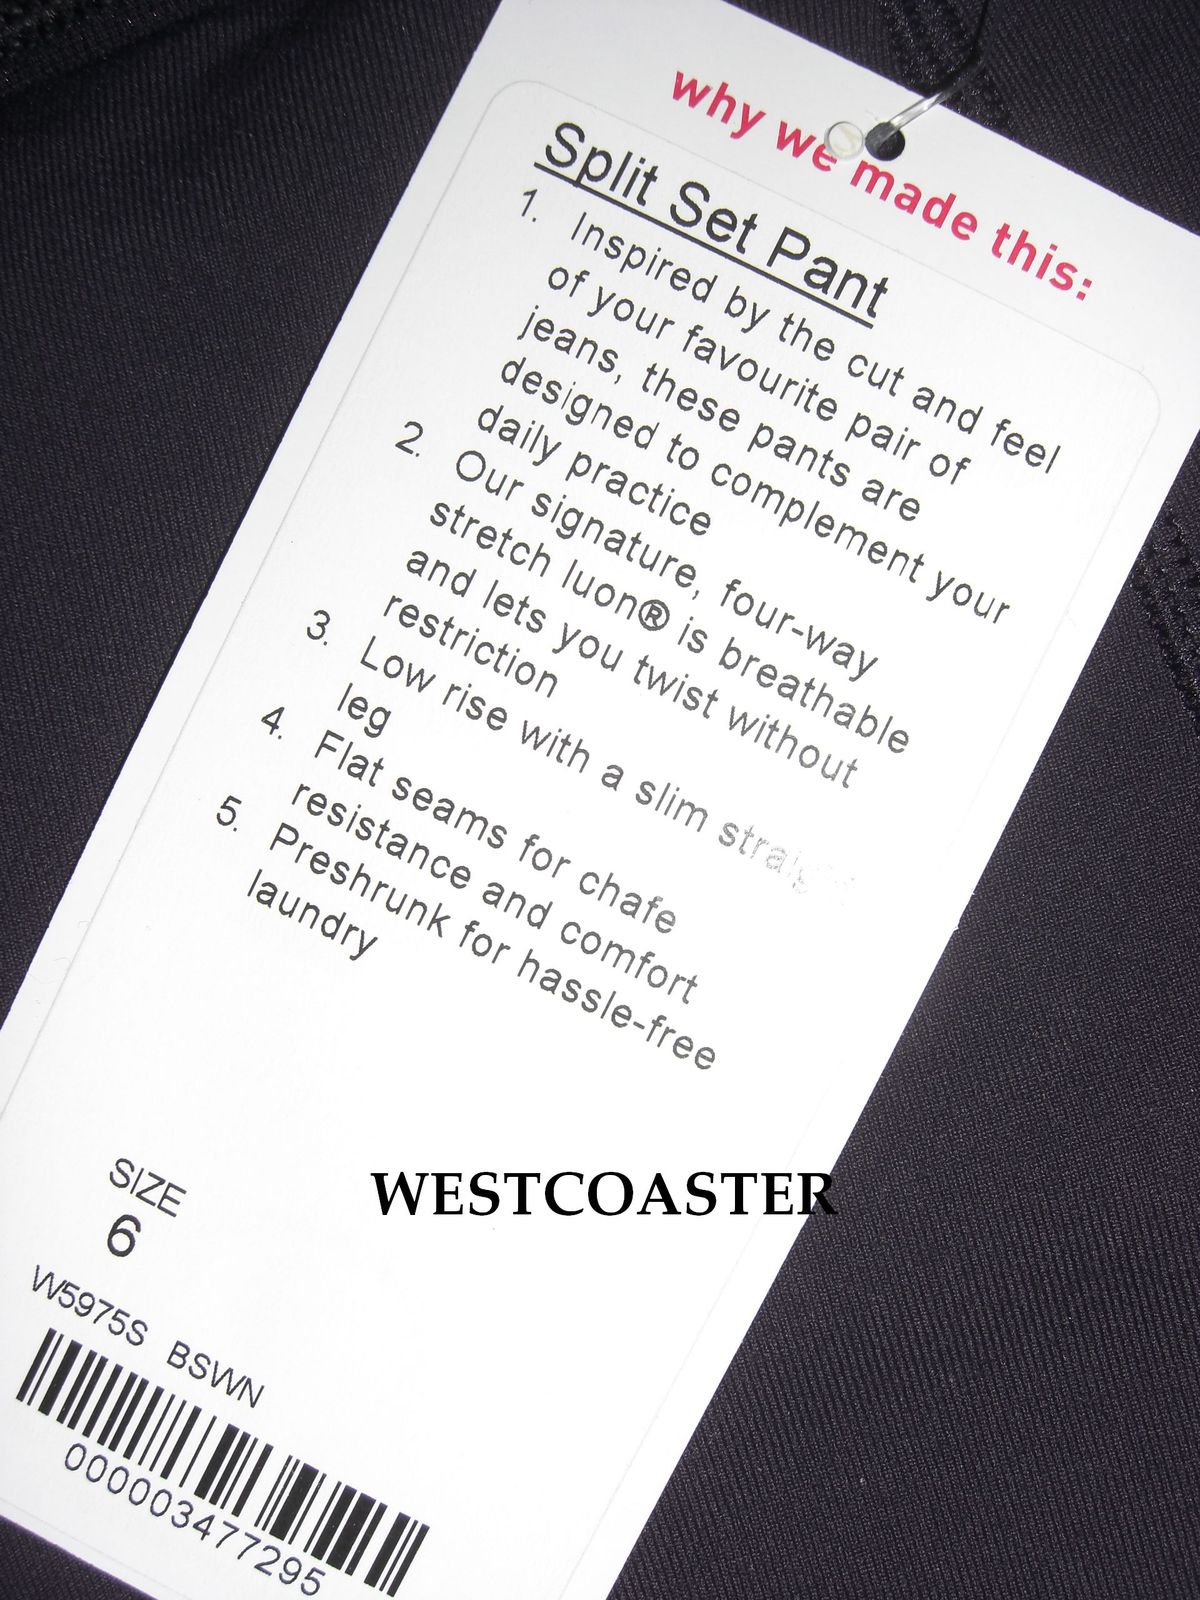 why we made this:
Split Set Pant
1. Inspired by the cut and feel
of your favourite pair of
jeans, these pants are
designed to complement your
daily practice
2. Our signature, four-way
stretch luon® is breathable
and lets you twist without
restriction
3. Low rise with a slim straight
leg
4. Flat seams for chafe
resistance and comfort
5. Preshrunk for hassle-free
laundry
WESTCOASTER
SIZE
6
W5975S BSWN
000003477295